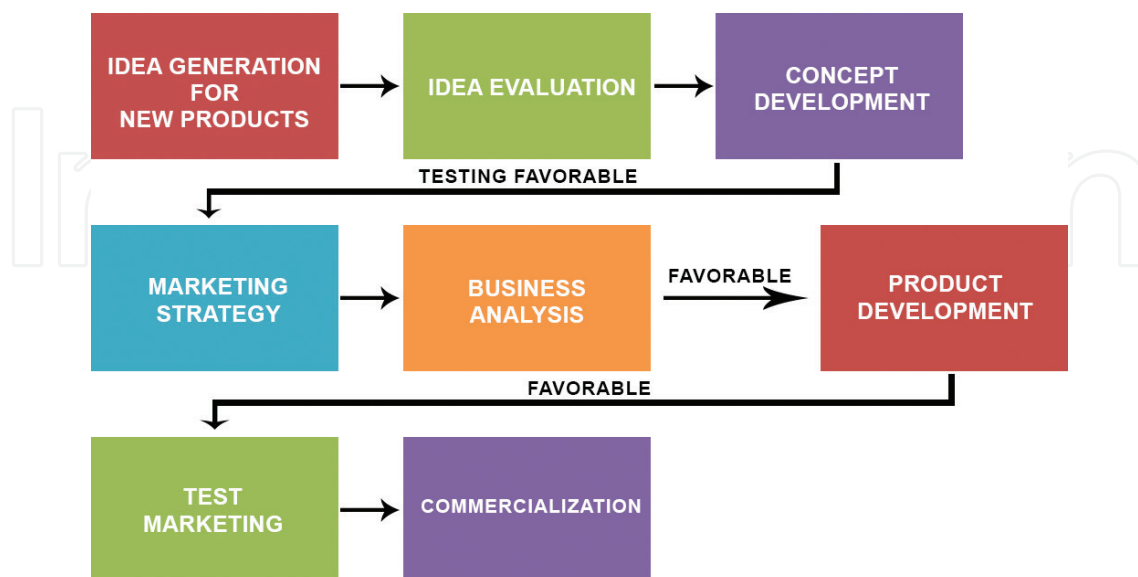 IDEA GENERATION
FOR
NEW PRODUCTS
IDEA EVALUATION
CONCEPT
DEVELOPMENT
TESTING FAVORABLE
MARKETING
STRATEGY
BUSINESS
ANALYSIS
FAVORABLE
PRODUCT
DEVELOPMENT
FAVORABLE
TEST
MARKETING
COMMERCIALIZATION